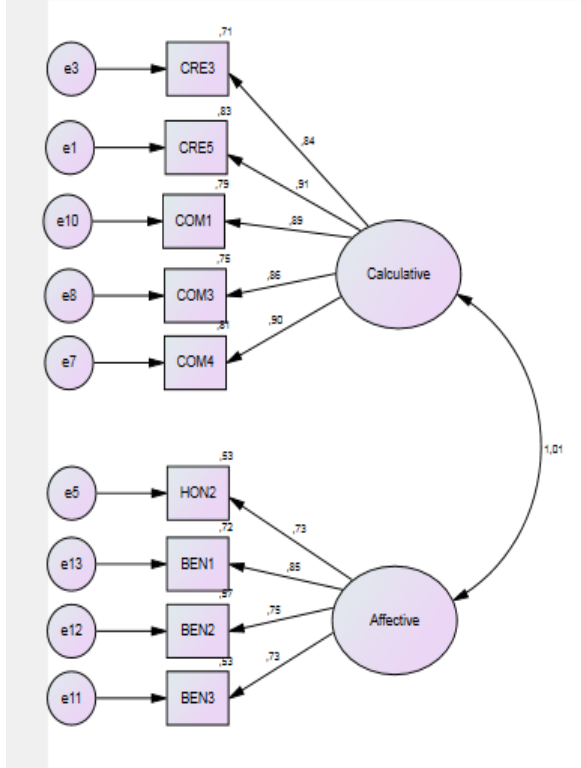 ,71
e3 CRE3
,84
,83
e1 CRE5
,91
,79
e10 COM1
,89
,75
e8 COM3
,86
Calculative
,81
e7 COM4
,90
1,01
,53
e5 HON2
,73
,72
e13 BEN1
,85
,57
e12 BEN2
,75
Affective
,53
e11 BEN3
,73